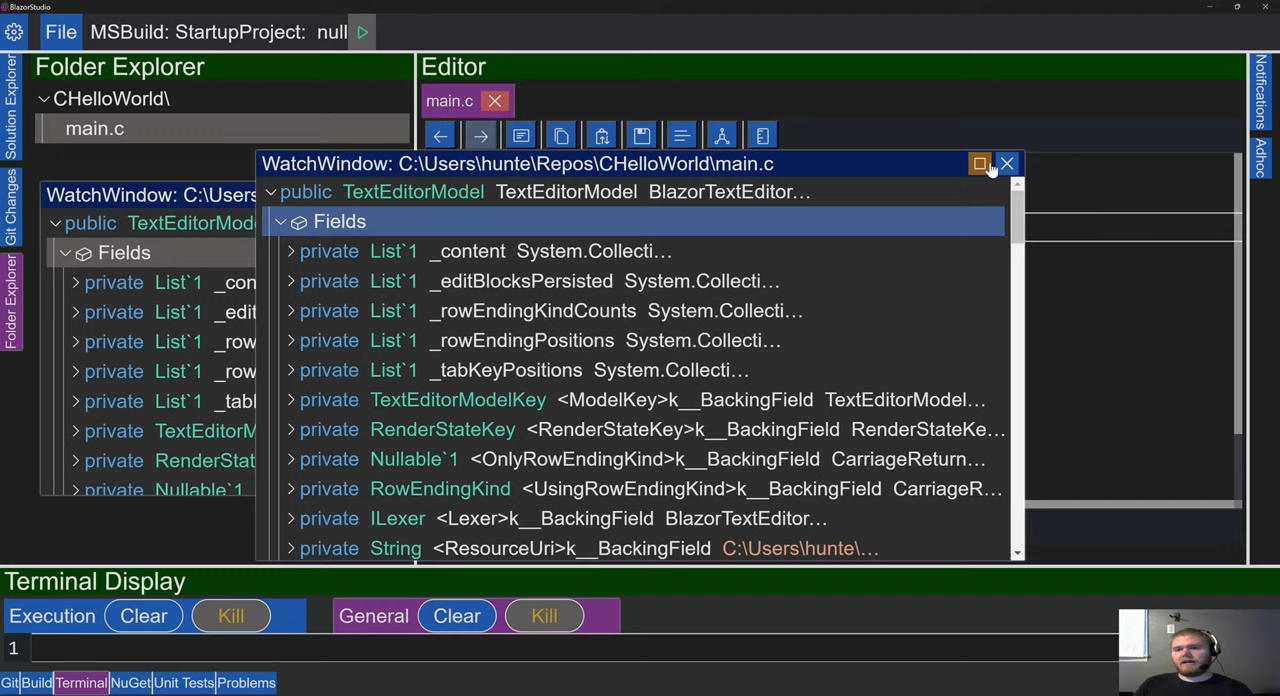 BlazorStudio
File MSBuild: StartupProject: null
Solution Explorer
Git Changes
Folder Explorer
Folder Explorer
CHelloWorld\
main.c
Editor
main.c
WatchWindow: C:\Users
public TextEditorMode
Fields
private List`1 _con
private List`1 _edit
private List`1 _row
private List`1 _row
private List`1 _tabl
private TextEditorM
private RenderStat
private Nullable`1
WatchWindow: C:\Users\hunte\Repos\CHelloWorld\main.c
public TextEditorModel TextEditorModel BlazorTextEditor...
Fields
private List`1 _content System.Collecti...
private List`1 _editBlocksPersisted System.Collecti...
private List`1 _rowEndingKindCounts System.Collecti...
private List`1 _rowEndingPositions System.Collecti...
private List`1 _tabKeyPositions System.Collecti...
private TextEditorModelKey <ModelKey>k__BackingField TextEditorModel...
private RenderStateKey <RenderStateKey>k__BackingField RenderStateKe...
private Nullable`1 <OnlyRowEndingKind>k__BackingField CarriageReturn...
private RowEndingKind <UsingRowEndingKind>k__BackingField CarriageR...
private ILexer <Lexer>k__BackingField BlazorTextEditor...
private String <ResourceUri>k__BackingField C:\Users\hunte\...
Notifications
Adhoc
Terminal Display
Execution Clear Kill General Clear Kill
1
Git Build Terminal NuGet Unit Tests Problems